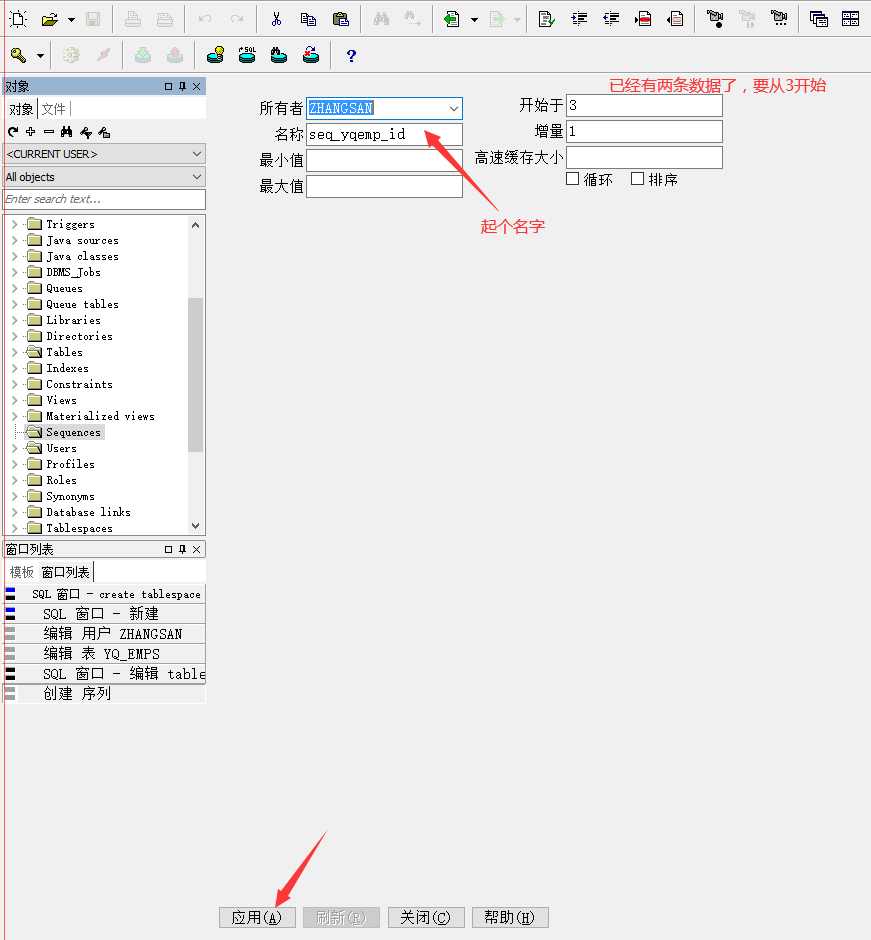 SQL
?
对象
对象 文件
<CURRENT USER>
All objects
Enter search text...
Triggers
Java sources
Java classes
DBMS_Jobs
Queues
Queue tables
Libraries
Directories
Tables
Indexes
Constraints
Views
Materialized views
Sequences
Users
Profiles
Roles
Synonyms
Database links
Tablespaces
窗口列表
模板 窗口列表
SQL 窗口 - create tablespace
SQL 窗口 - 新建
编辑 用户 ZHANGSAN
编辑 表 YQ_EMPS
SQL 窗口 - 编辑 table
创建 序列
已经有两条数据了，要从3开始
所有者 ZHANGSAN
名称 seq_yqemp_id
最小值
最大值
开始于 3
增量 1
高速缓存大小
循环 排序
起个名字
应用(A) 刷新(R) 关闭(C) 帮助(H)